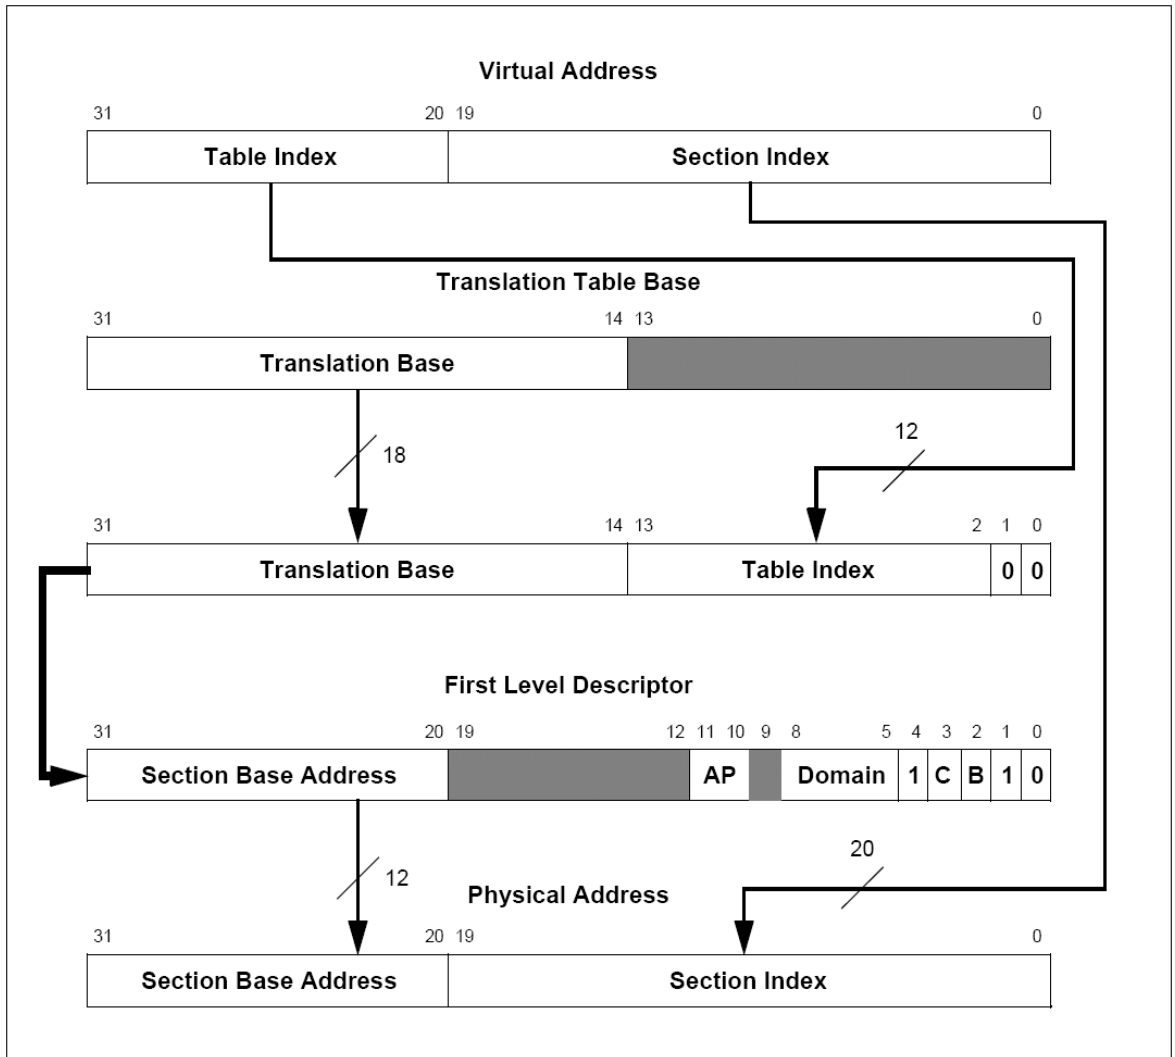 Virtual Address
31 20 19 0
Table Index Section Index
Translation Table Base
31 14 13 0
Translation Base
18 12
31 14 13 2 1 0
Translation Base Table Index 0 0
First Level Descriptor
31 20 19 12 11 10 9 8 5 4 3 2 1 0
Section Base Address AP Domain 1 C B 1 0
12 20
Physical Address
31 20 19 0
Section Base Address Section Index